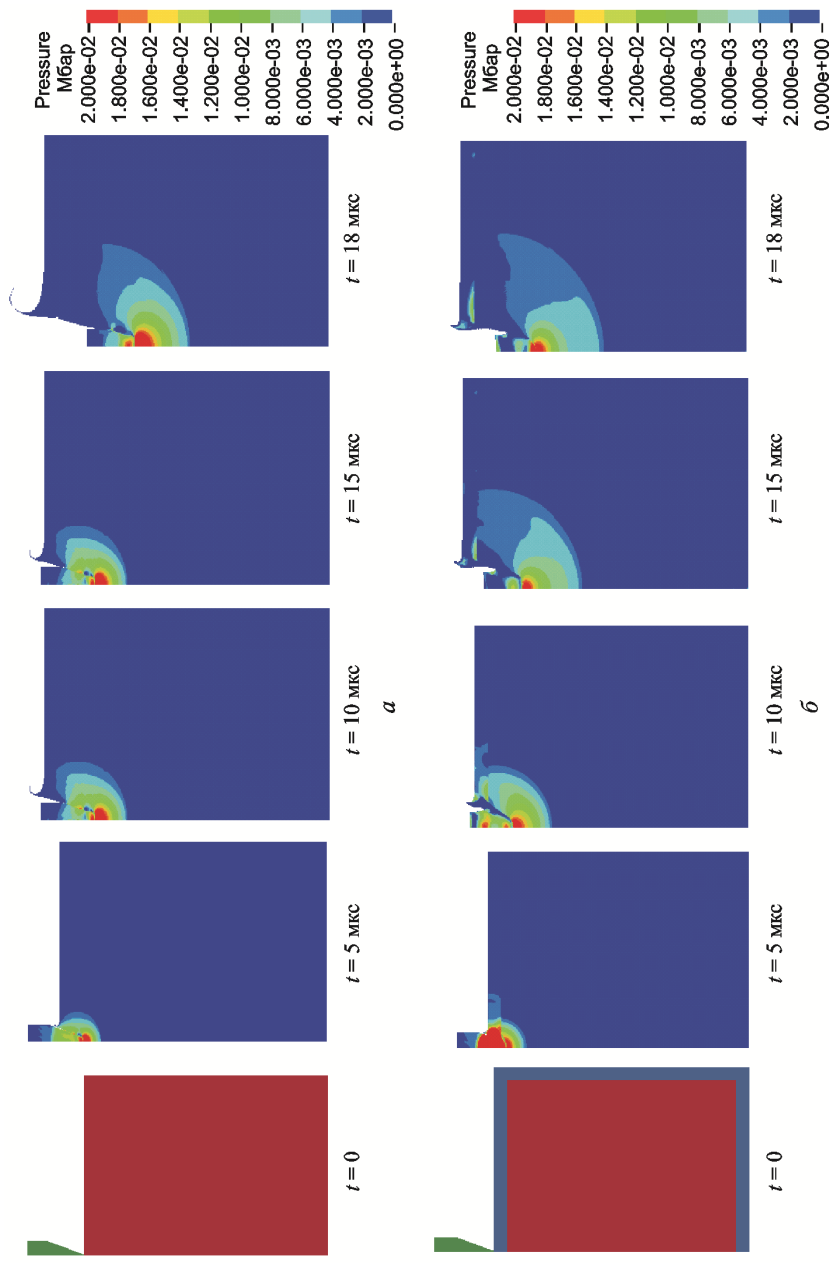 Pressure
Мбар
2.000e-02
1.800e-02
1.600e-02
1.400e-02
1.200e-02
1.000e-02
8.000e-03
6.000e-03
4.000e-03
2.000e-03
0.000e+00
t = 0
t = 5 мкс
t = 10 мкс
t = 15 мкс
t = 18 мкс
а
Pressure
Мбар
2.000e-02
1.800e-02
1.600e-02
1.400e-02
1.200e-02
1.000e-02
8.000e-03
6.000e-03
4.000e-03
2.000e-03
0.000e+00
t = 0
t = 5 мкс
t = 10 мкс
t = 15 мкс
t = 18 мкс
б